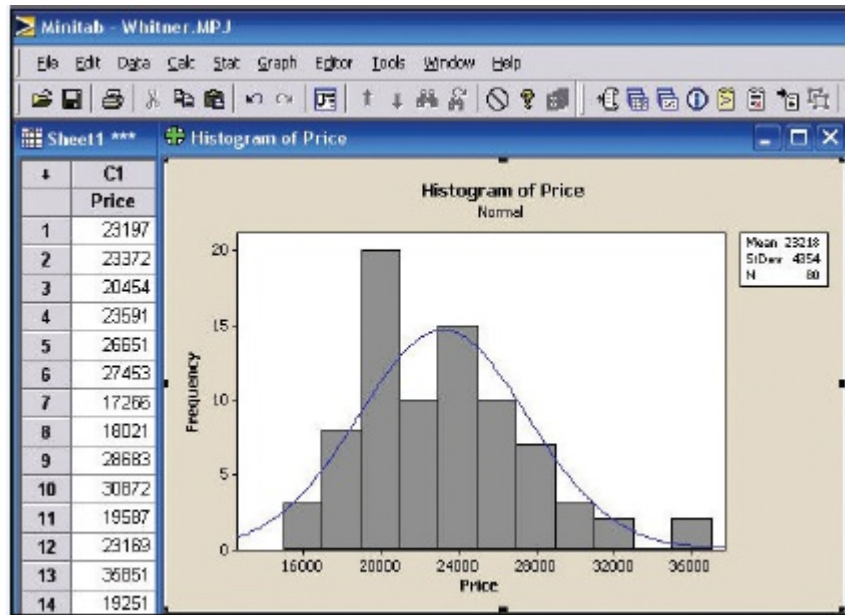 Minitab - Whitner.MPJ
File Edit Data Calc Stat Graph Editor Tools Window Help
Sheet1 ***
Histogram of Price
↓ C1
Price
1 23197
2 23372
3 20454
4 23591
5 26651
6 27453
7 17266
8 18021
9 28683
10 30872
11 19587
12 23169
13 35851
14 19251
Histogram of Price
Normal
Mean 23218
StDev 4354
N 80
Frequency
20
15
10
5
0
16000 20000 24000 28000 32000 36000
Price